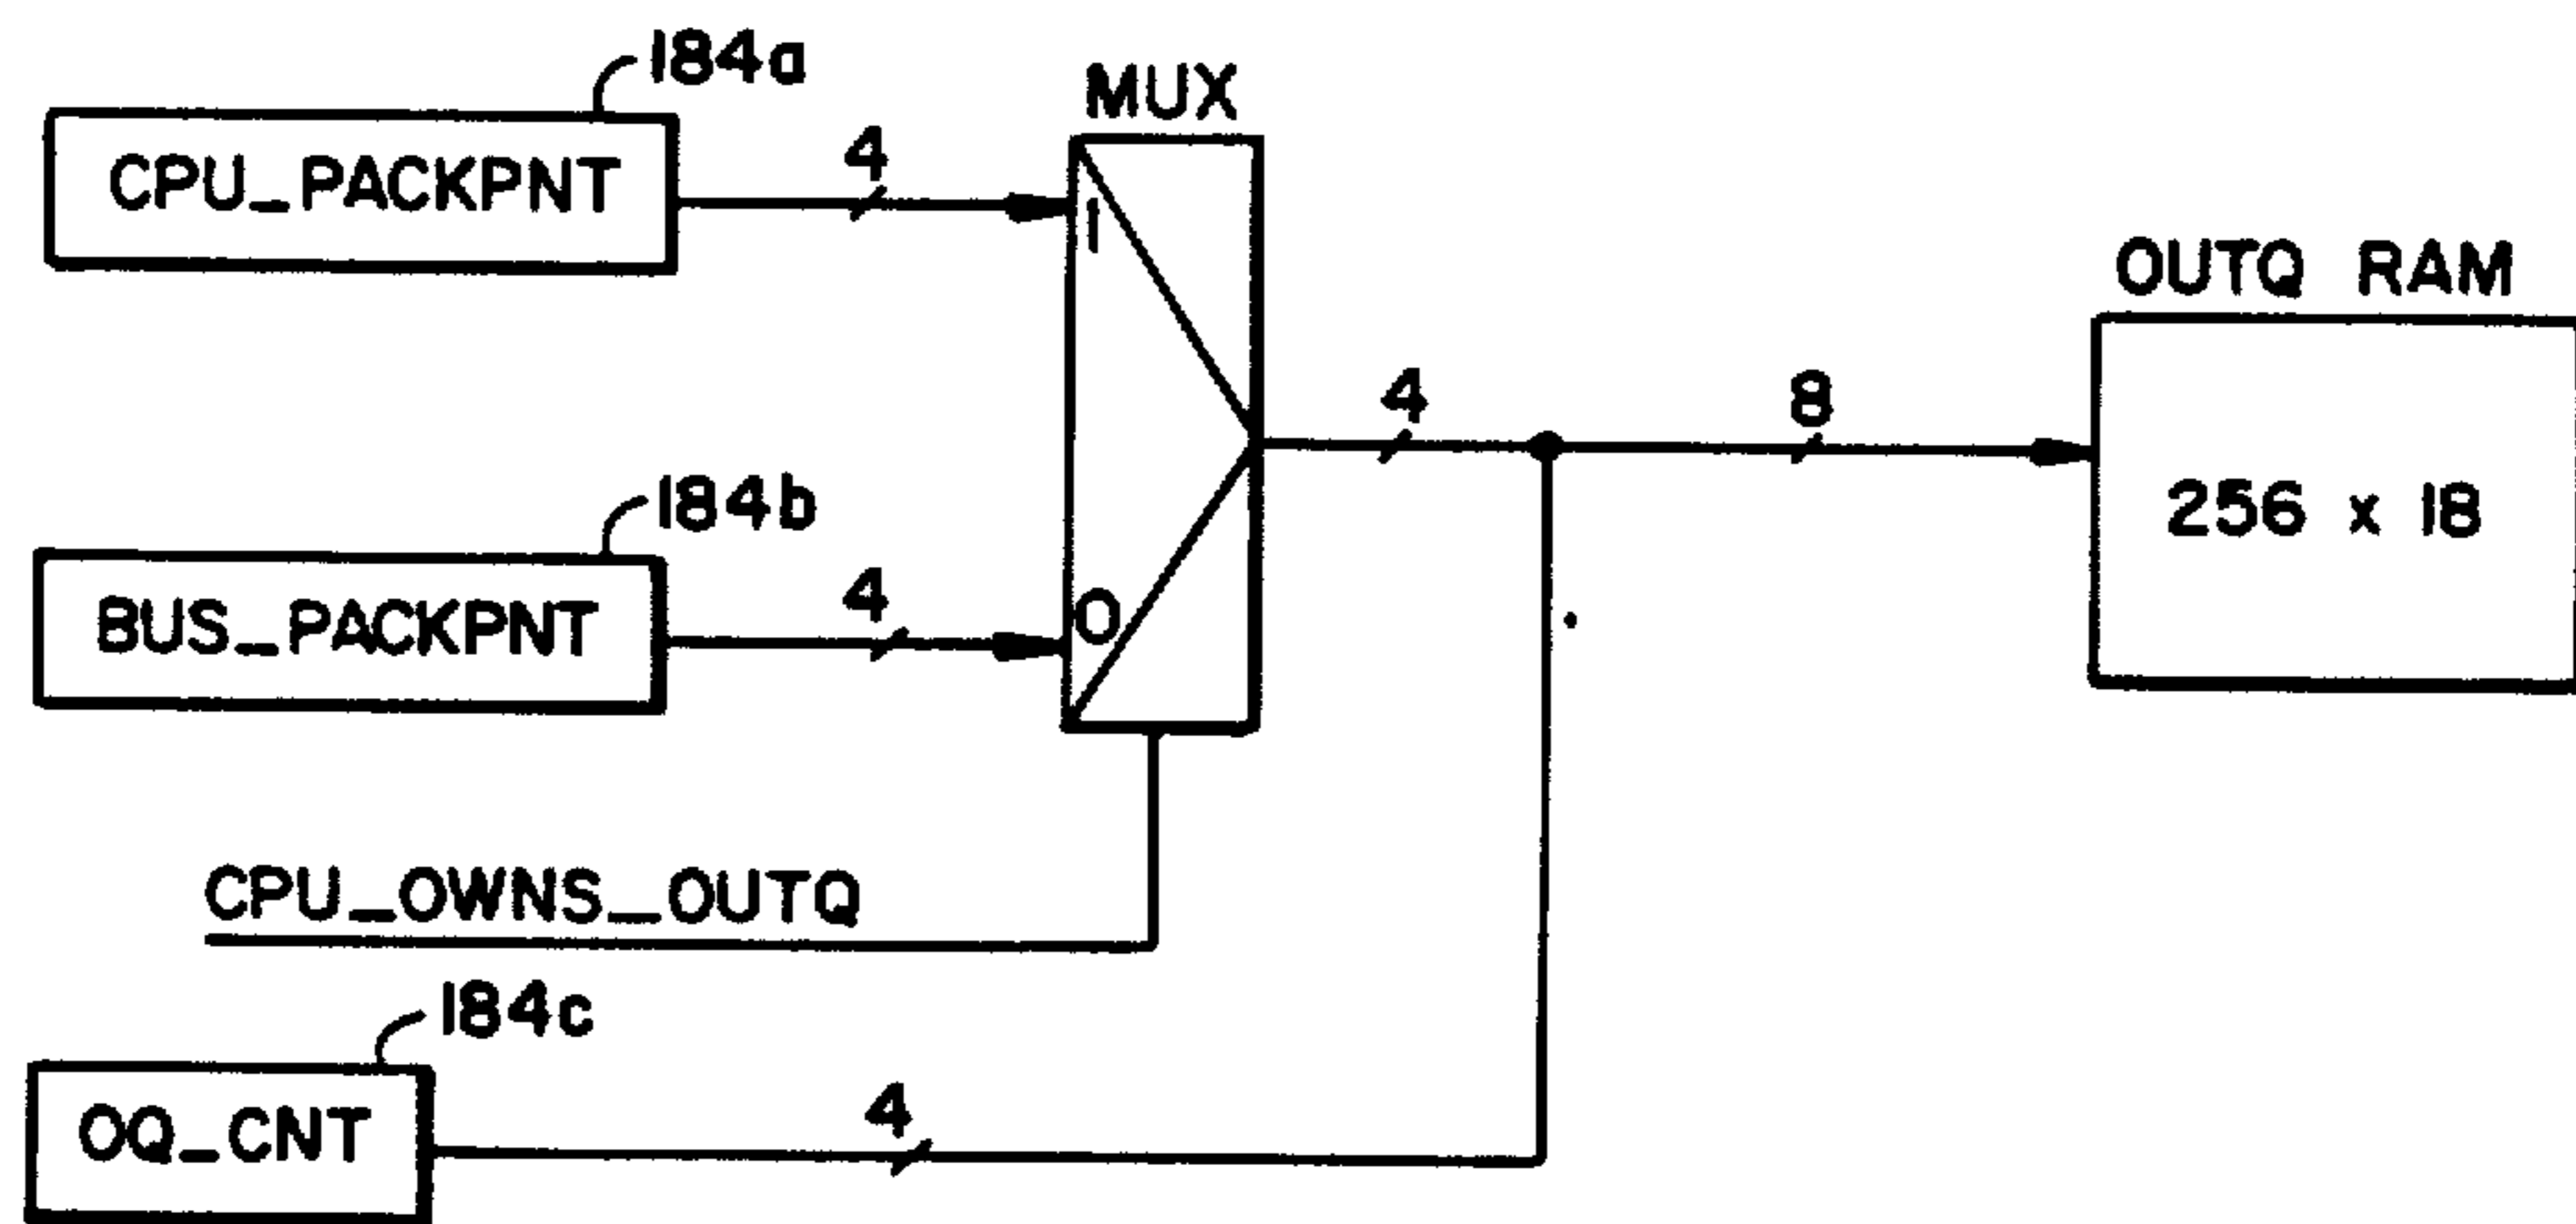 184a
MUX
CPU_PACKPNT
4
1
OUTQ RAM
4
8
256 x 18
184b
BUS_PACKPNT
4
0
CPU_OWNS_OUTQ
184c
OQ_CNT
4